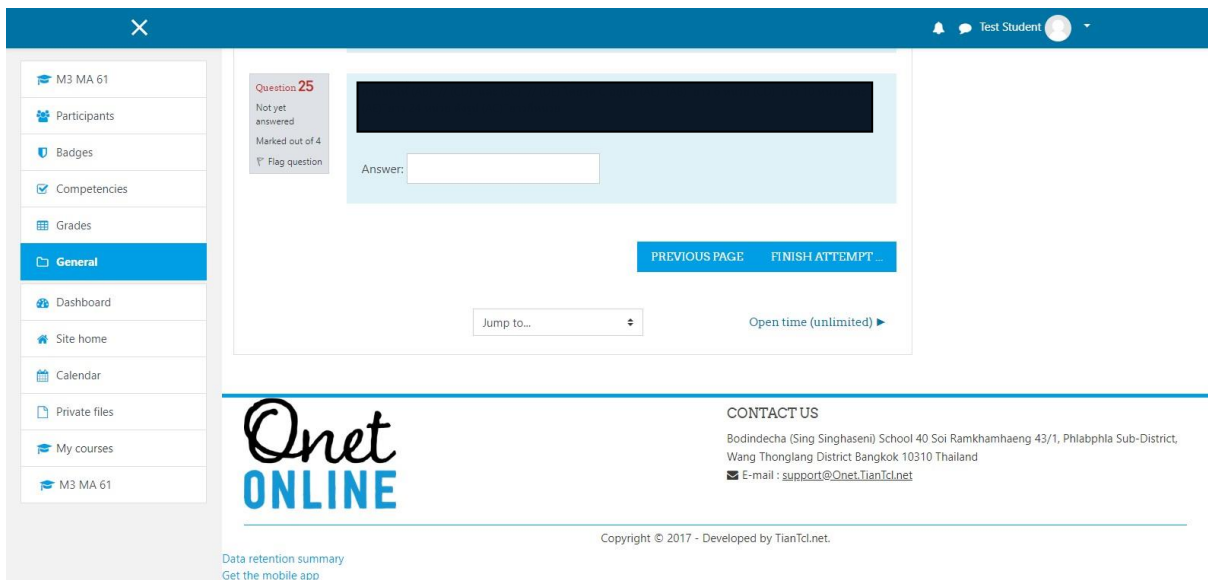 Test Student
M3 MA 61
Participants
Badges
Competencies
Grades
General
Dashboard
Site home
Calendar
Private files
My courses
M3 MA 61
Question 25
Not yet
answered
Marked out of 4
Flag question
Answer:
PREVIOUS PAGE
FINISH ATTEMPT ...
Jump to...
Open time (unlimited) ►
Onet
ONLINE
CONTACT US
Bodindecha (Sing Singhaseni) School 40 Soi Ramkhamhaeng 43/1, Phlabphla Sub-District,
Wang Thonglang District Bangkok 10310 Thailand
E-mail : support@Onet.TianTcl.net
Copyright © 2017 - Developed by TianTcl.net.
Data retention summary
Get the mobile app